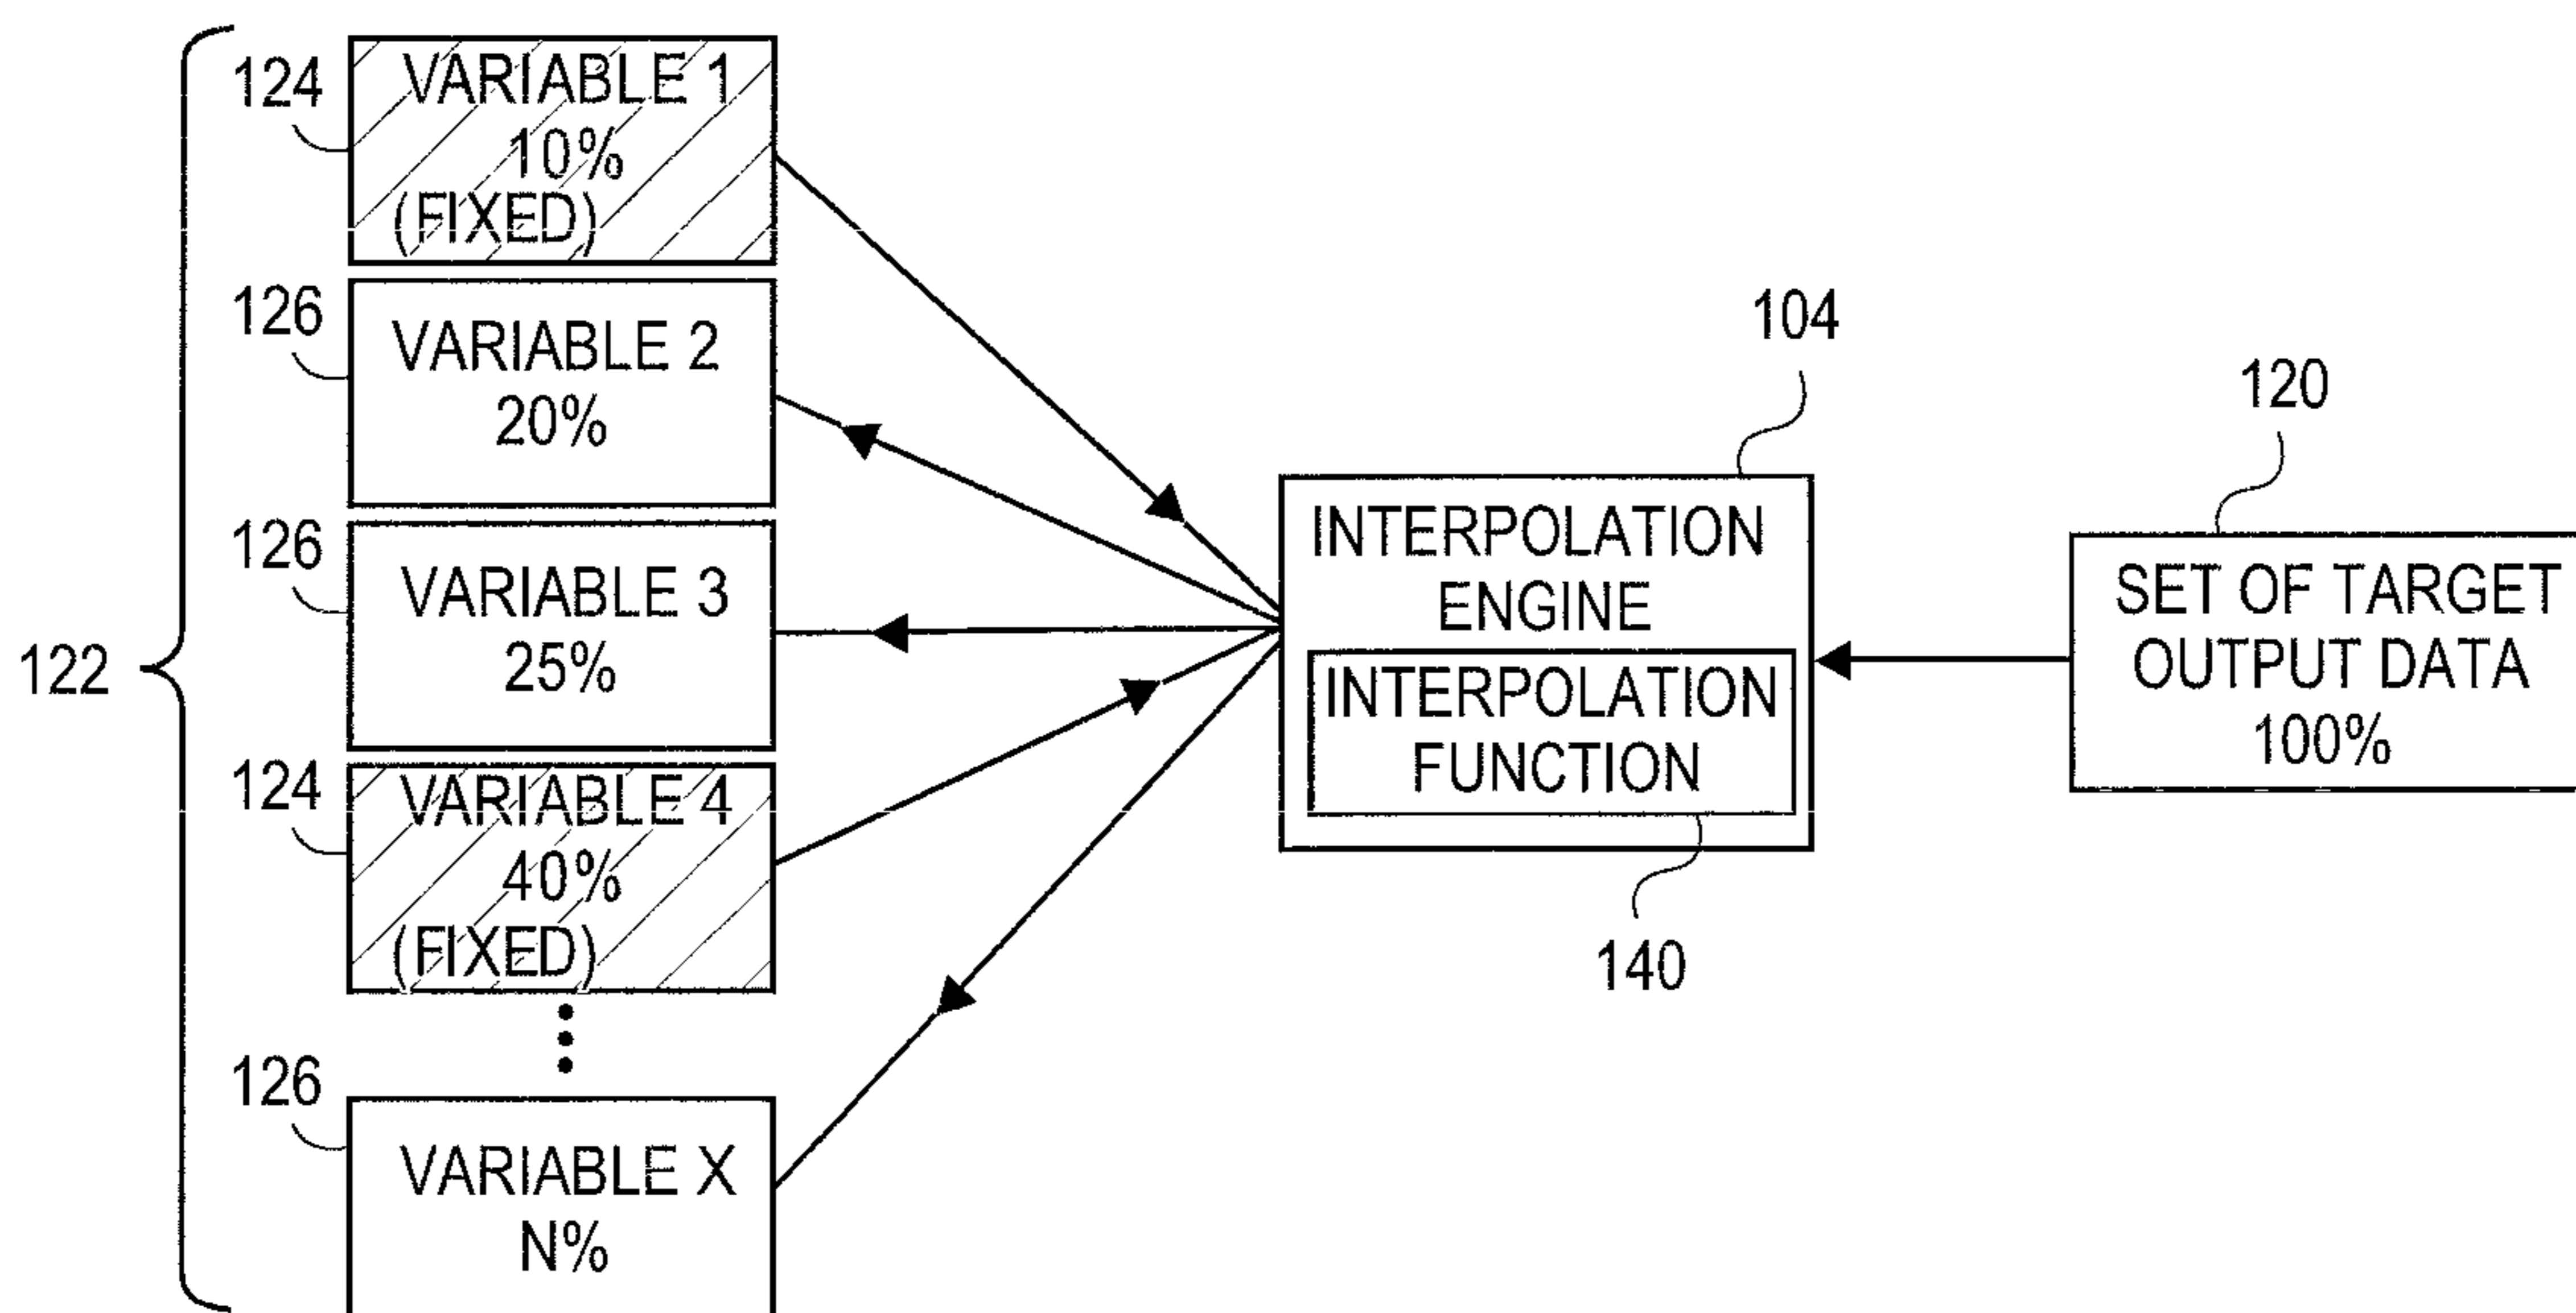 124
VARIABLE 1
10%
(FIXED)
126
VARIABLE 2
20%
126
VARIABLE 3
25%
122
124
VARIABLE 4
40%
(FIXED)
126
VARIABLE X
N%
104
INTERPOLATION
ENGINE
INTERPOLATION
FUNCTION
140
120
SET OF TARGET
OUTPUT DATA
100%